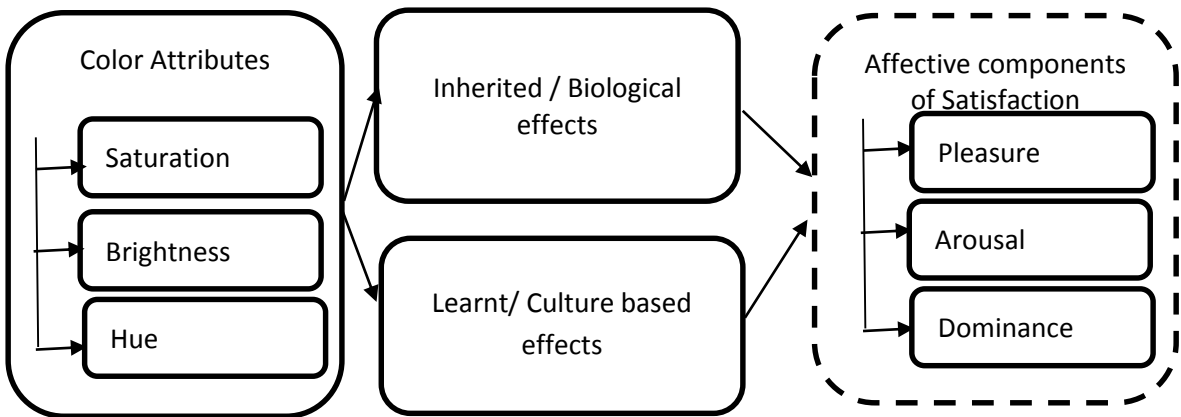 Color Attributes
Saturation
Brightness
Hue
Inherited / Biological
effects
Learnt/ Culture based
effects
Affective components
of Satisfaction
Pleasure
Arousal
Dominance